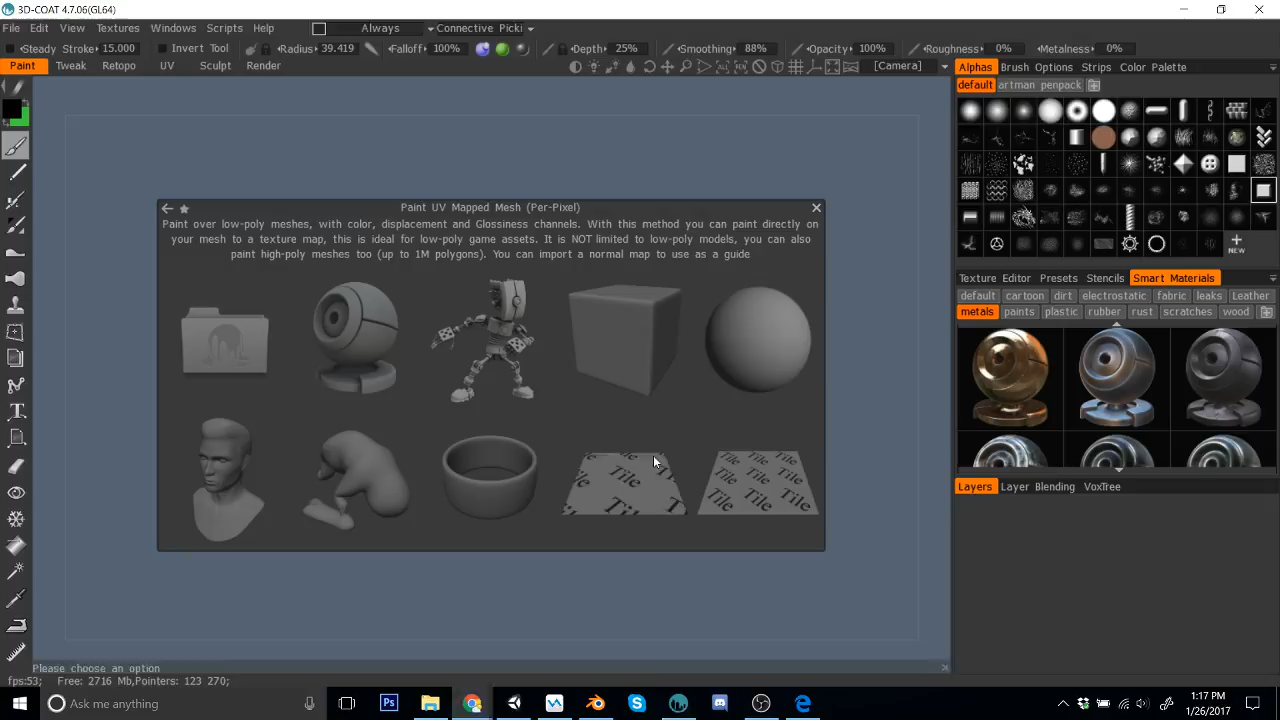 3D-COAT 4.7.06(GL64)
File Edit View Textures Windows Scripts Help Always Connective Picki
Steady Stroke 15.000 Invert Tool Radius 39.419 Falloff 100% Depth 25% Smoothing 88% Opacity 100% Roughness 0% Metalness 0%
Paint Tweak Retopo UV Sculpt Render [Camera]
Alphas Brush Options Strips Color Palette
default artman penpack
NEW
Paint UV Mapped Mesh (Per-Pixel)
Paint over low-poly meshes, with color, displacement and Glossiness channels. With this method you can paint directly on
your mesh to a texture map, this is ideal for low-poly game assets. It is NOT limited to low-poly models, you can also
paint high-poly meshes too (up to 1M polygons). You can import a normal map to use as a guide
Tile Tile Tile Tile Tile Tile
Texture Editor Presets Stencils Smart Materials
default cartoon dirt electrostatic fabric leaks Leather
metals paints plastic rubber rust scratches wood
Layers Layer Blending VoxTree
Please choose an option
fps:53; Free: 2716 Mb,Pointers: 123 270;
Ask me anything
Ps
1:17 PM
1/26/2017